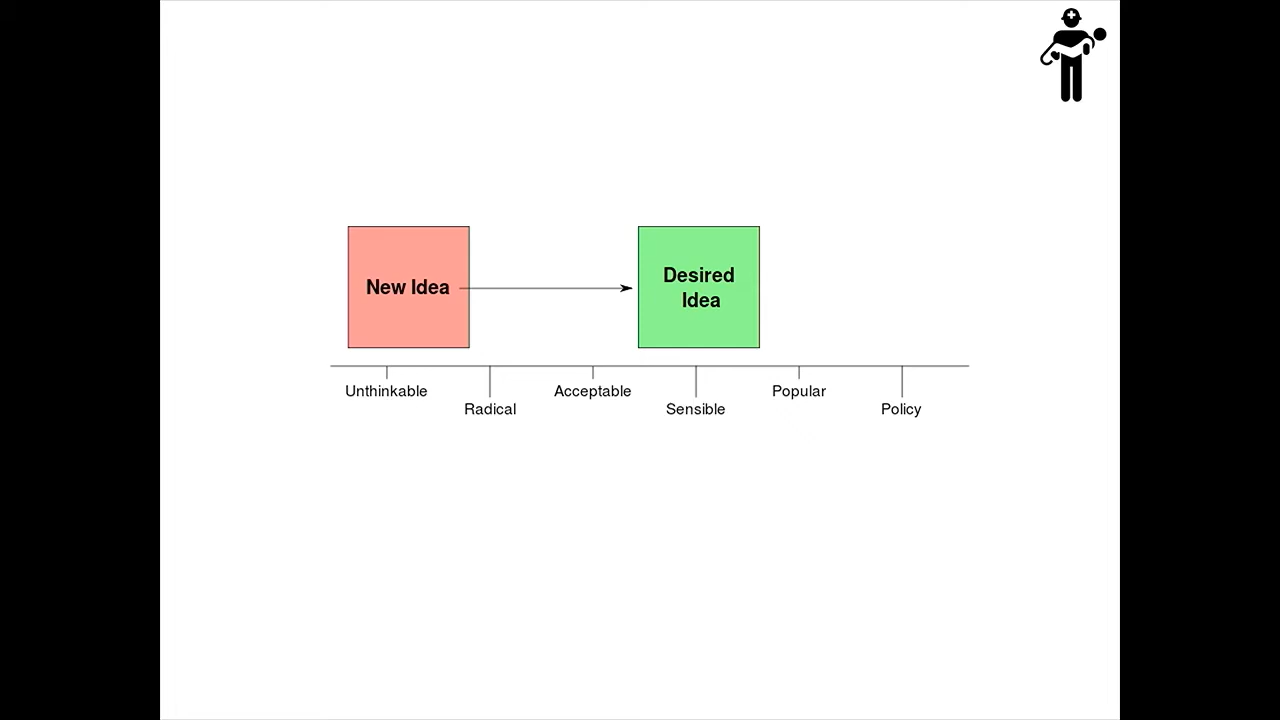 New Idea
Desired
Idea
Unthinkable
Radical
Acceptable
Sensible
Popular
Policy